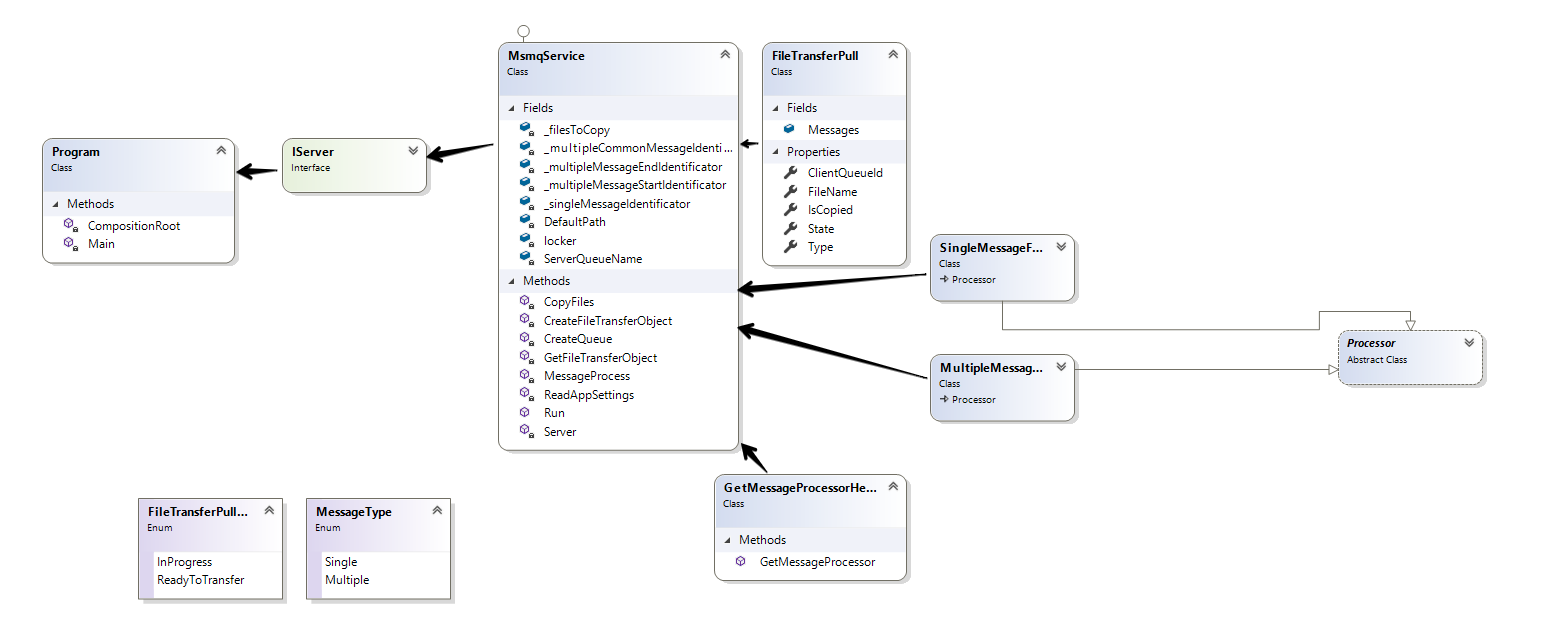 MsmqService
Class
Fields
_filesToCopy
_multipleCommonMessageIdenti...
_multipleMessageEndIdentificator
_multipleMessageStartIdentificator
_singleMessageIdentificator
DefaultPath
locker
ServerQueueName
Methods
CopyFiles
CreateFileTransferObject
CreateQueue
GetFileTransferObject
MessageProcess
ReadAppSettings
Run
Server
FileTransferPull
Class
Fields
Messages
Properties
ClientQueueId
FileName
IsCopied
State
Type
Program
Class
Methods
CompositionRoot
Main
IServer
Interface
SingleMessageF...
Class
Processor
Processor
Abstract Class
MultipleMessag...
Class
Processor
GetMessageProcessorHe...
Class
Methods
GetMessageProcessor
FileTransferPull...
Enum
InProgress
ReadyToTransfer
MessageType
Enum
Single
Multiple